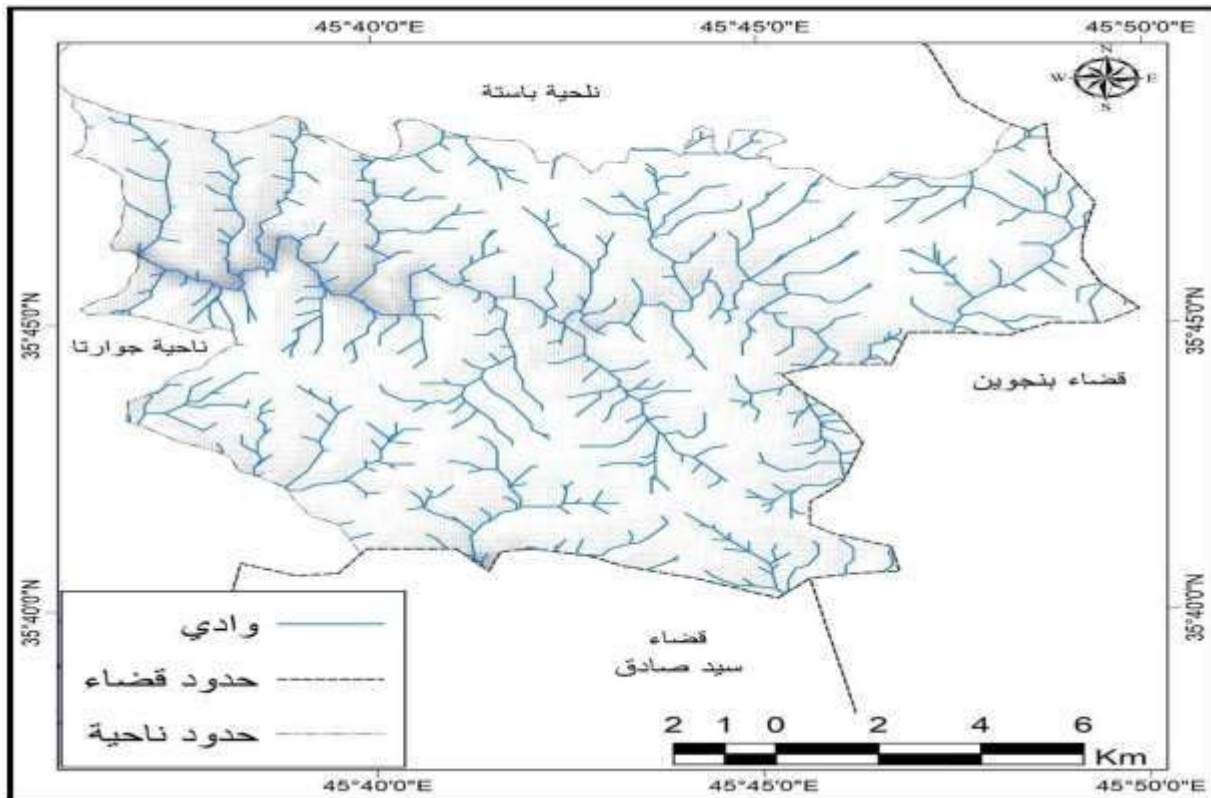 45°40'0"E
45°45'0"E
45°50'0"E
N
W
E
S
نلحية باستة
35°45'0"N
35°45'0"N
ناحية جوارتا
قضاء بنجوين
35°40'0"N
35°40'0"N
وادي
حدود قضاء
حدود ناحية
قضاء
سيد صادق
2 1 0 2 4 6
Km
45°40'0"E
45°45'0"E
45°50'0"E